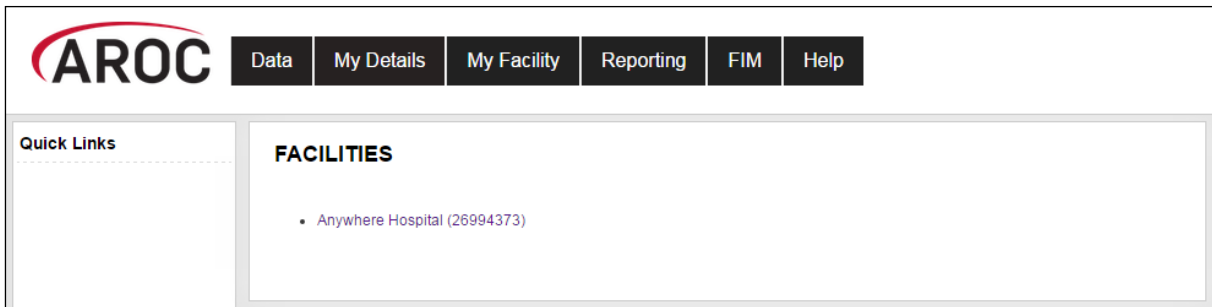 AROC
Data My Details My Facility Reporting FIM Help
Quick Links
FACILITIES
Anywhere Hospital (26994373)